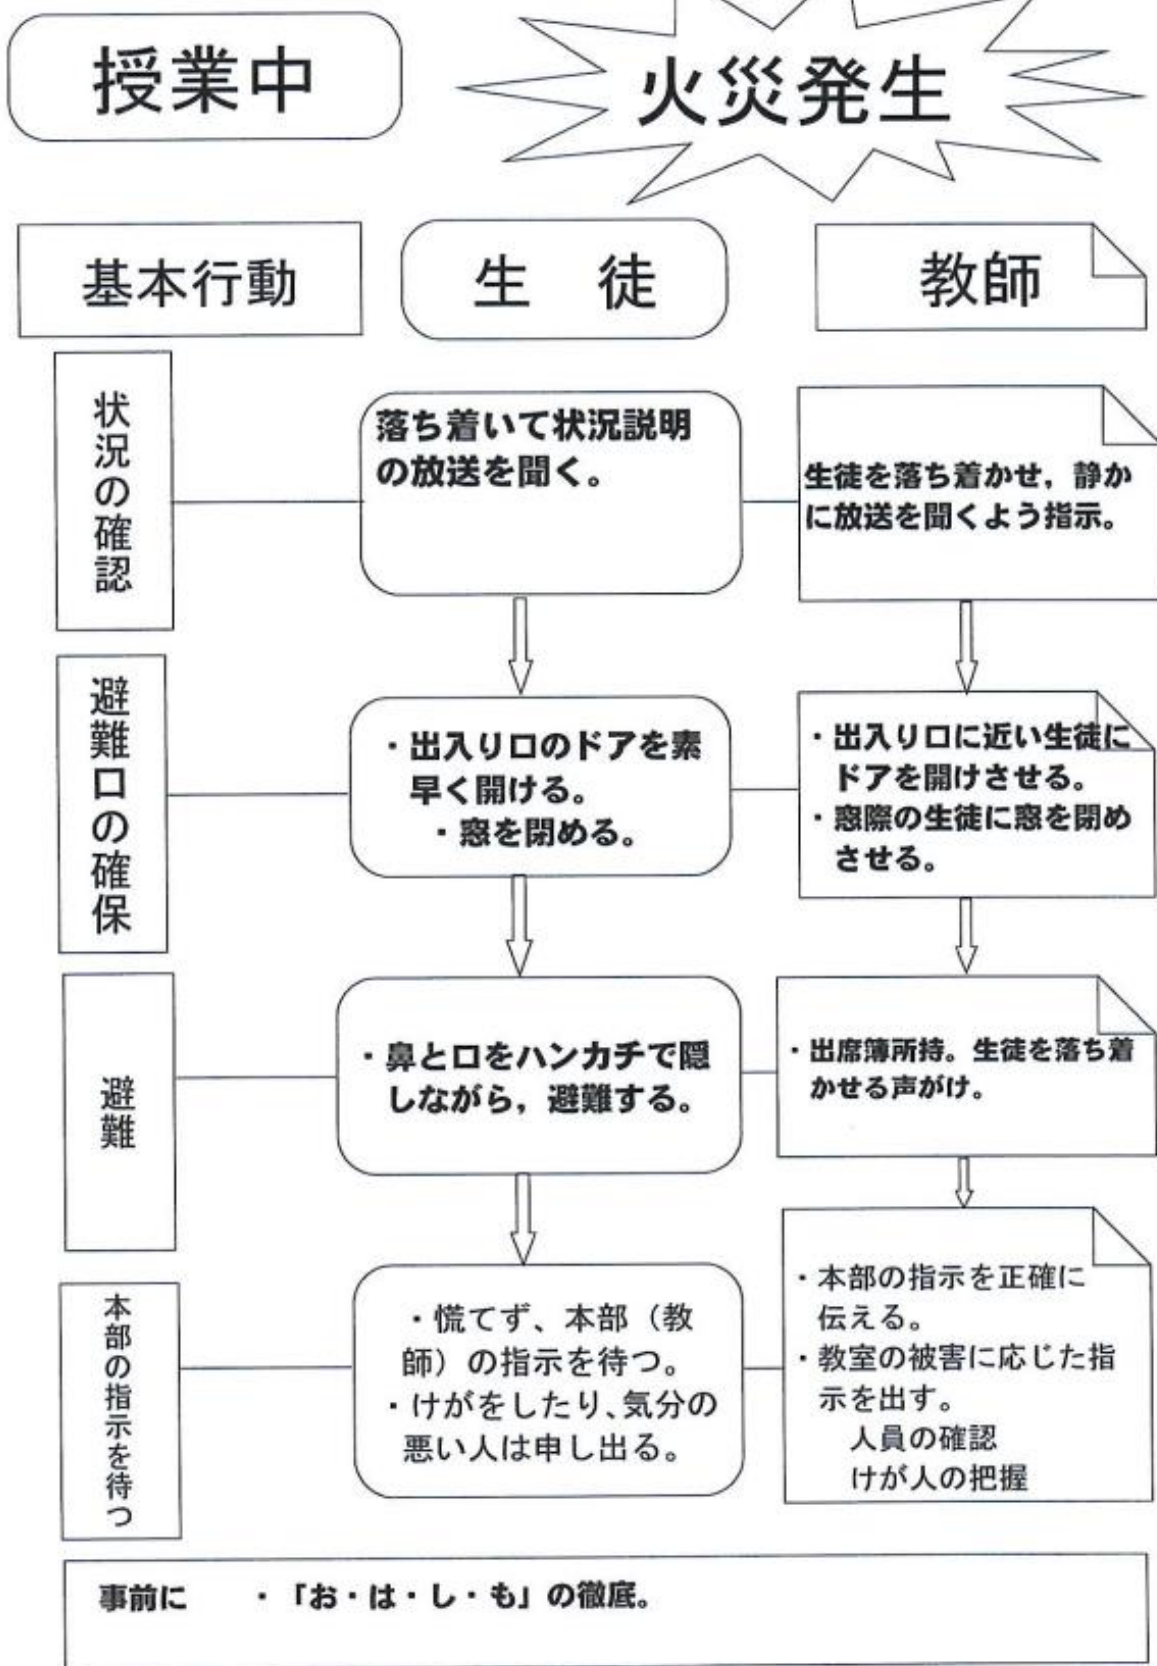 授業中
火災発生
基本行動
生　徒
教師
状況の確認
落ち着いて状況説明
の放送を聞く。
生徒を落ち着かせ，静か
に放送を聞くよう指示。
避難口の確保
・出入り口のドアを素
早く開ける。
・窓を閉める。
・出入り口に近い生徒に
ドアを開けさせる。
・窓際の生徒に窓を閉め
させる。
避難
・鼻と口をハンカチで隠
しながら，避難する。
・出席簿所持。生徒を落ち着
かせる声がけ。
本部の指示を待つ
・慌てず、本部（教
師）の指示を待つ。
・けがをしたり、気分の
悪い人は申し出る。
・本部の指示を正確に
伝える。
・教室の被害に応じた指
示を出す。
人員の確認
けが人の把握
事前に　　・「お・は・し・も」の徹底。